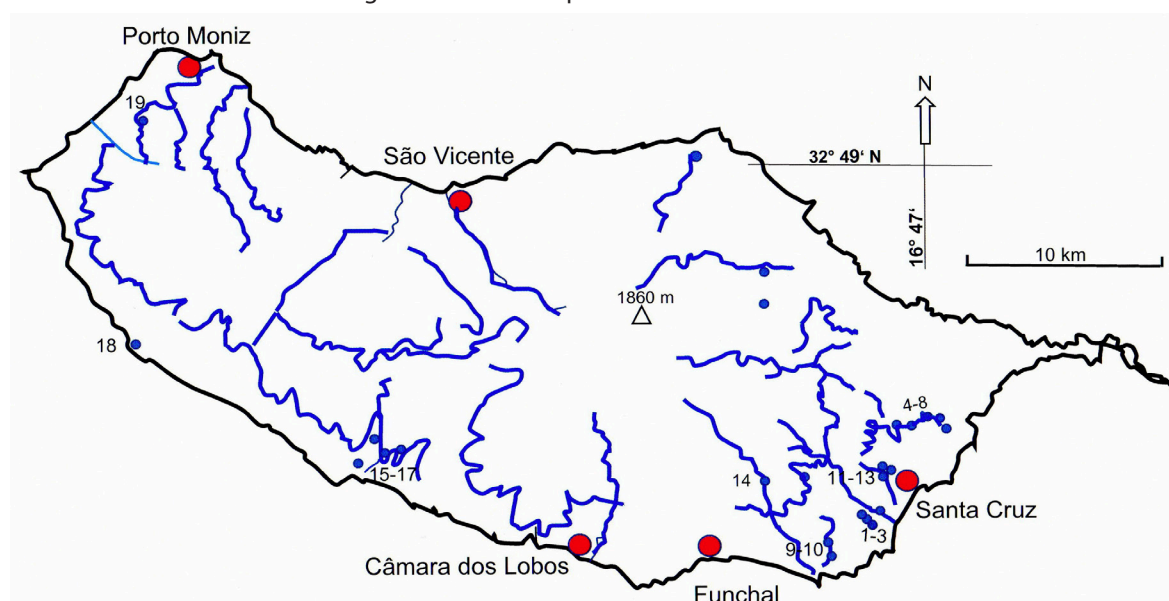 Porto Moniz
19
São Vicente
N
32° 49‘ N
16° 47‘
10 km
1860 m
18
4-8
15-17
14
11-13
Santa Cruz
1-3
9-10
Câmara dos Lobos
Funchal